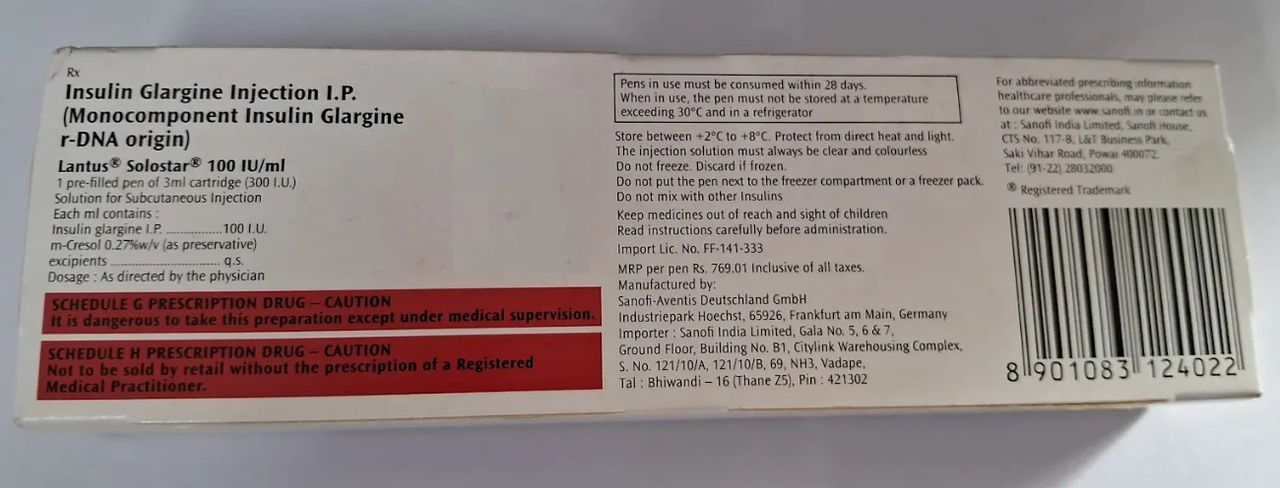 Rx
Insulin Glargine Injection I.P.
(Monocomponent Insulin Glargine
r-DNA origin)
Lantus® Solostar® 100 IU/ml
1 pre-filled pen of 3ml cartridge (300 I.U.)
Solution for Subcutaneous Injection
Each ml contains :
Insulin glargine I.P. ................100 I.U.
m-Cresol 0.27%w/v (as preservative)
excipients ............................... q.s.
Dosage : As directed by the physician
SCHEDULE G PRESCRIPTION DRUG – CAUTION
It is dangerous to take this preparation except under medical supervision.
SCHEDULE H PRESCRIPTION DRUG – CAUTION
Not to be sold by retail without the prescription of a Registered
Medical Practitioner.
Pens in use must be consumed within 28 days.
When in use, the pen must not be stored at a temperature
exceeding 30°C and in a refrigerator
Store between +2°C to +8°C. Protect from direct heat and light.
The injection solution must always be clear and colourless
Do not freeze. Discard if frozen.
Do not put the pen next to the freezer compartment or a freezer pack.
Do not mix with other Insulins
Keep medicines out of reach and sight of children
Read instructions carefully before administration.
Import Lic. No. FF-141-333
MRP per pen Rs. 769.01 Inclusive of all taxes.
Manufactured by:
Sanofi-Aventis Deutschland GmbH
Industriepark Hoechst, 65926, Frankfurt am Main, Germany
Importer : Sanofi India Limited, Gala No. 5, 6 & 7,
Ground Floor, Building No. B1, Citylink Warehousing Complex,
S. No. 121/10/A, 121/10/B, 69, NH3, Vadape,
Tal : Bhiwandi – 16 (Thane Z5), Pin : 421302
For abbreviated prescribing information
healthcare professionals, may please refer
to our website www.sanofi.in or contact us
at : Sanofi India Limited, Sanofi House,
CTS No. 117-B, L&T Business Park,
Saki Vihar Road, Powai 400072
Tel: (91-22) 28032000
® Registered Trademark
8 901083 124022